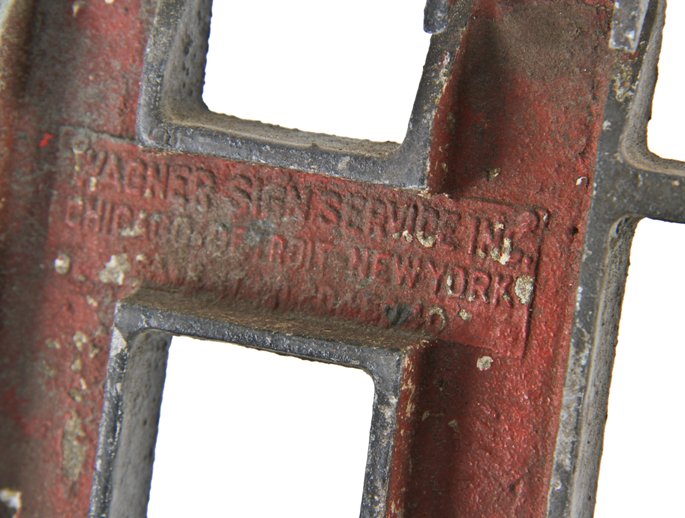 WAGNER SIGN SERVICE INC.
CHICAGO. DETROIT. NEW YORK.